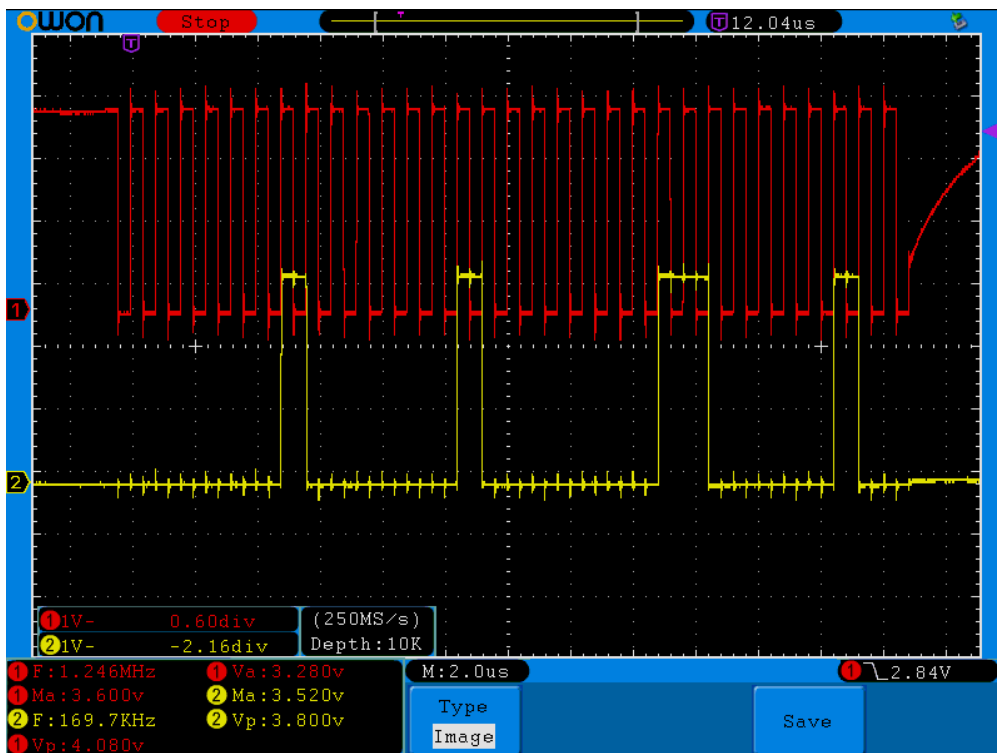 owon Stop T 12.04us
T
1
2
1 1V- 0.60div (250MS/s)
2 1V- -2.16div Depth:10K
1 F:1.246MHz 1 Va:3.280v M:2.0us 1 2.84V
1 Ma:3.600v 2 Ma:3.520v
2 F:169.7KHz 2 Vp:3.800v
1 Vp:4.080v
Type
Image
Save